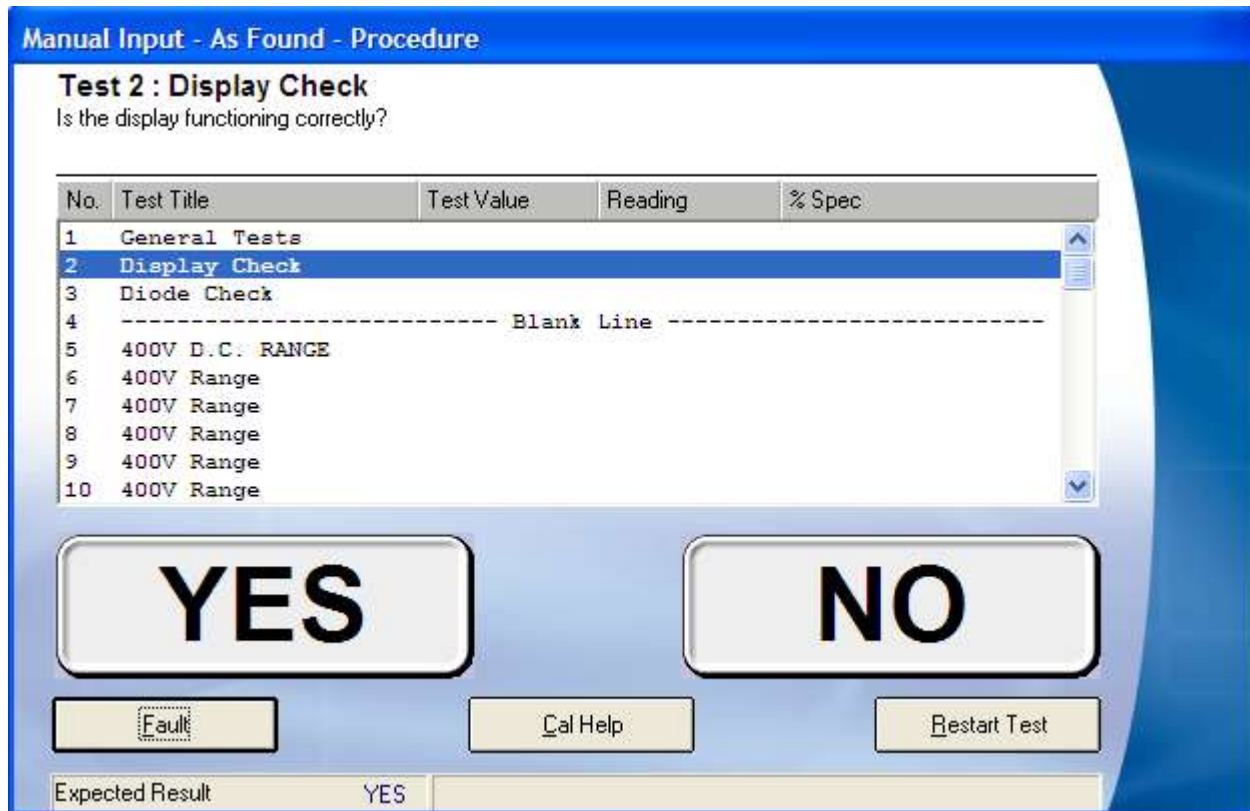 Manual Input - As Found - Procedure
Test 2 : Display Check
Is the display functioning correctly?
No. Test Title Test Value Reading % Spec
1 General Tests
2 Display Check
3 Diode Check
4 --------------------------- Blank Line ---------------------------
5 400V D.C. RANGE
6 400V Range
7 400V Range
8 400V Range
9 400V Range
10 400V Range
YES NO
Fault Cal Help Restart Test
Expected Result YES